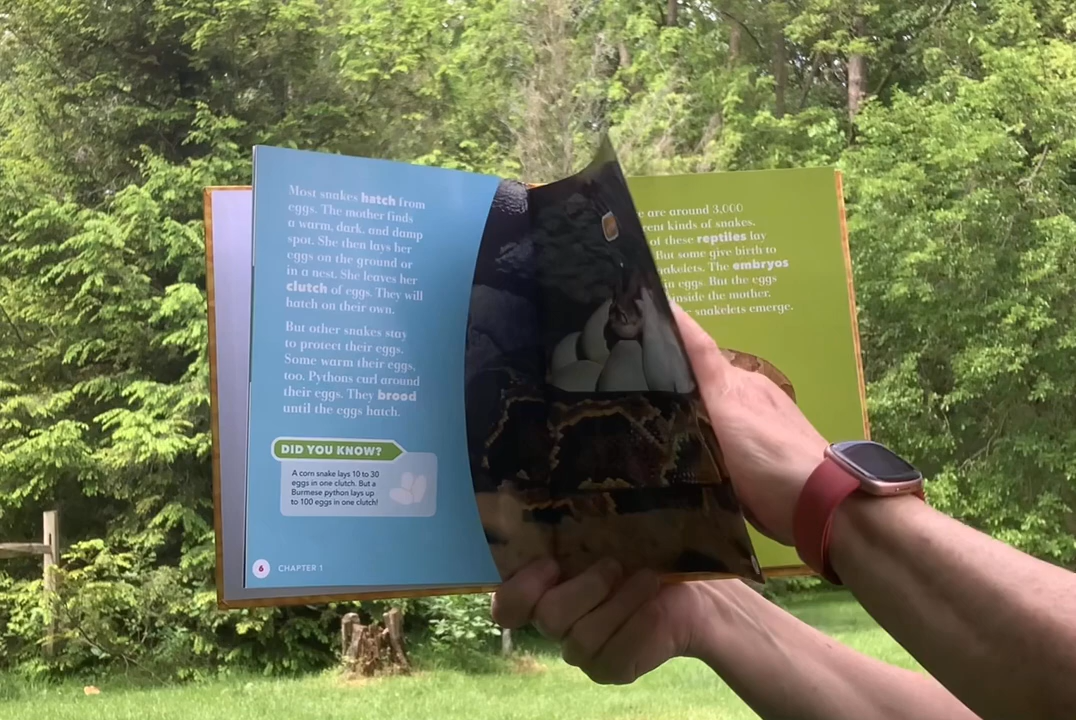 Most snakes hatch from
eggs. The mother finds
a warm, dark, and damp
spot. She then lays her
eggs on the ground or
in a nest. She leaves her
clutch of eggs. They will
hatch on their own.
But other snakes stay
to protect their eggs.
Some warm their eggs,
too. Pythons curl around
their eggs. They brood
until the eggs hatch.
DID YOU KNOW?
A corn snake lays 10 to 30
eggs in one clutch. But a
Burmese python lays up
to 100 eggs in one clutch!
6 CHAPTER 1
are around 3,000
kinds of snakes.
of these reptiles lay
But some give birth to
The embryos
in eggs. But the eggs
inside the mother.
snakelets emerge.